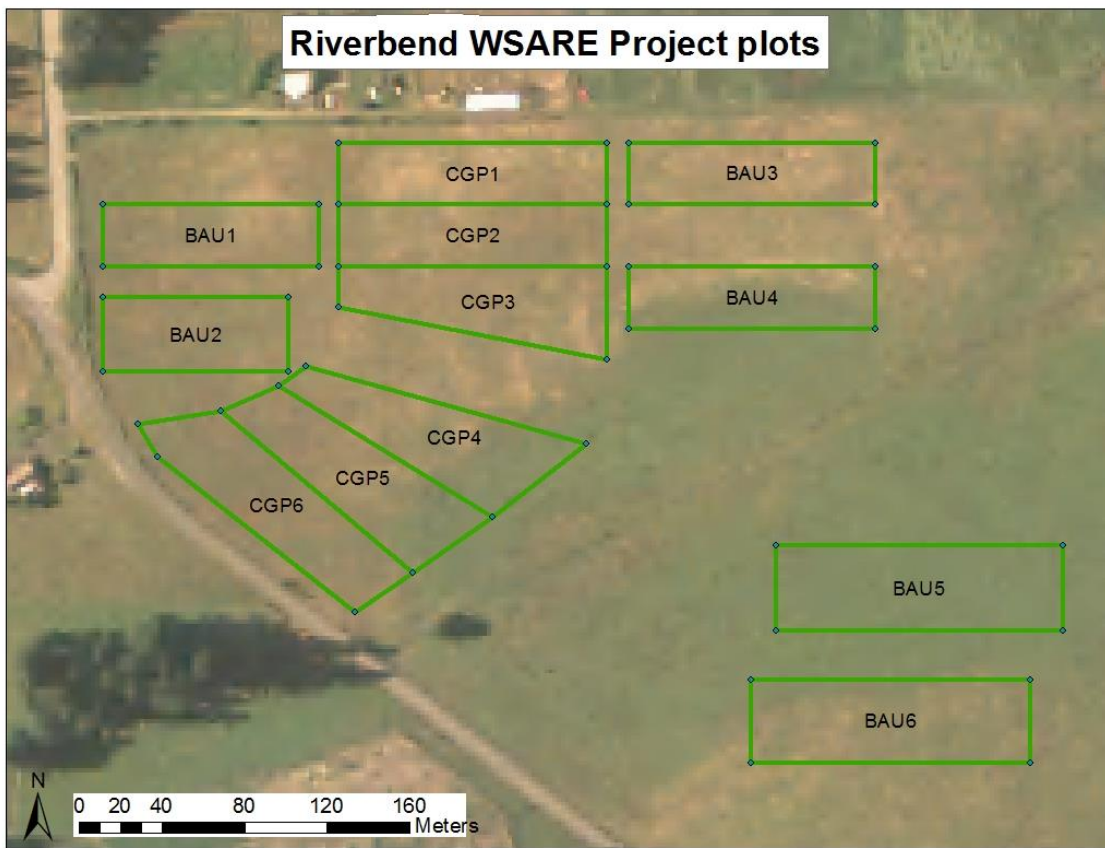 Riverbend WSARE Project plots
CGP1
BAU3
BAU1
CGP2
CGP3
BAU4
BAU2
CGP4
CGP5
CGP6
BAU5
BAU6
N
0 20 40 80 120 160
Meters